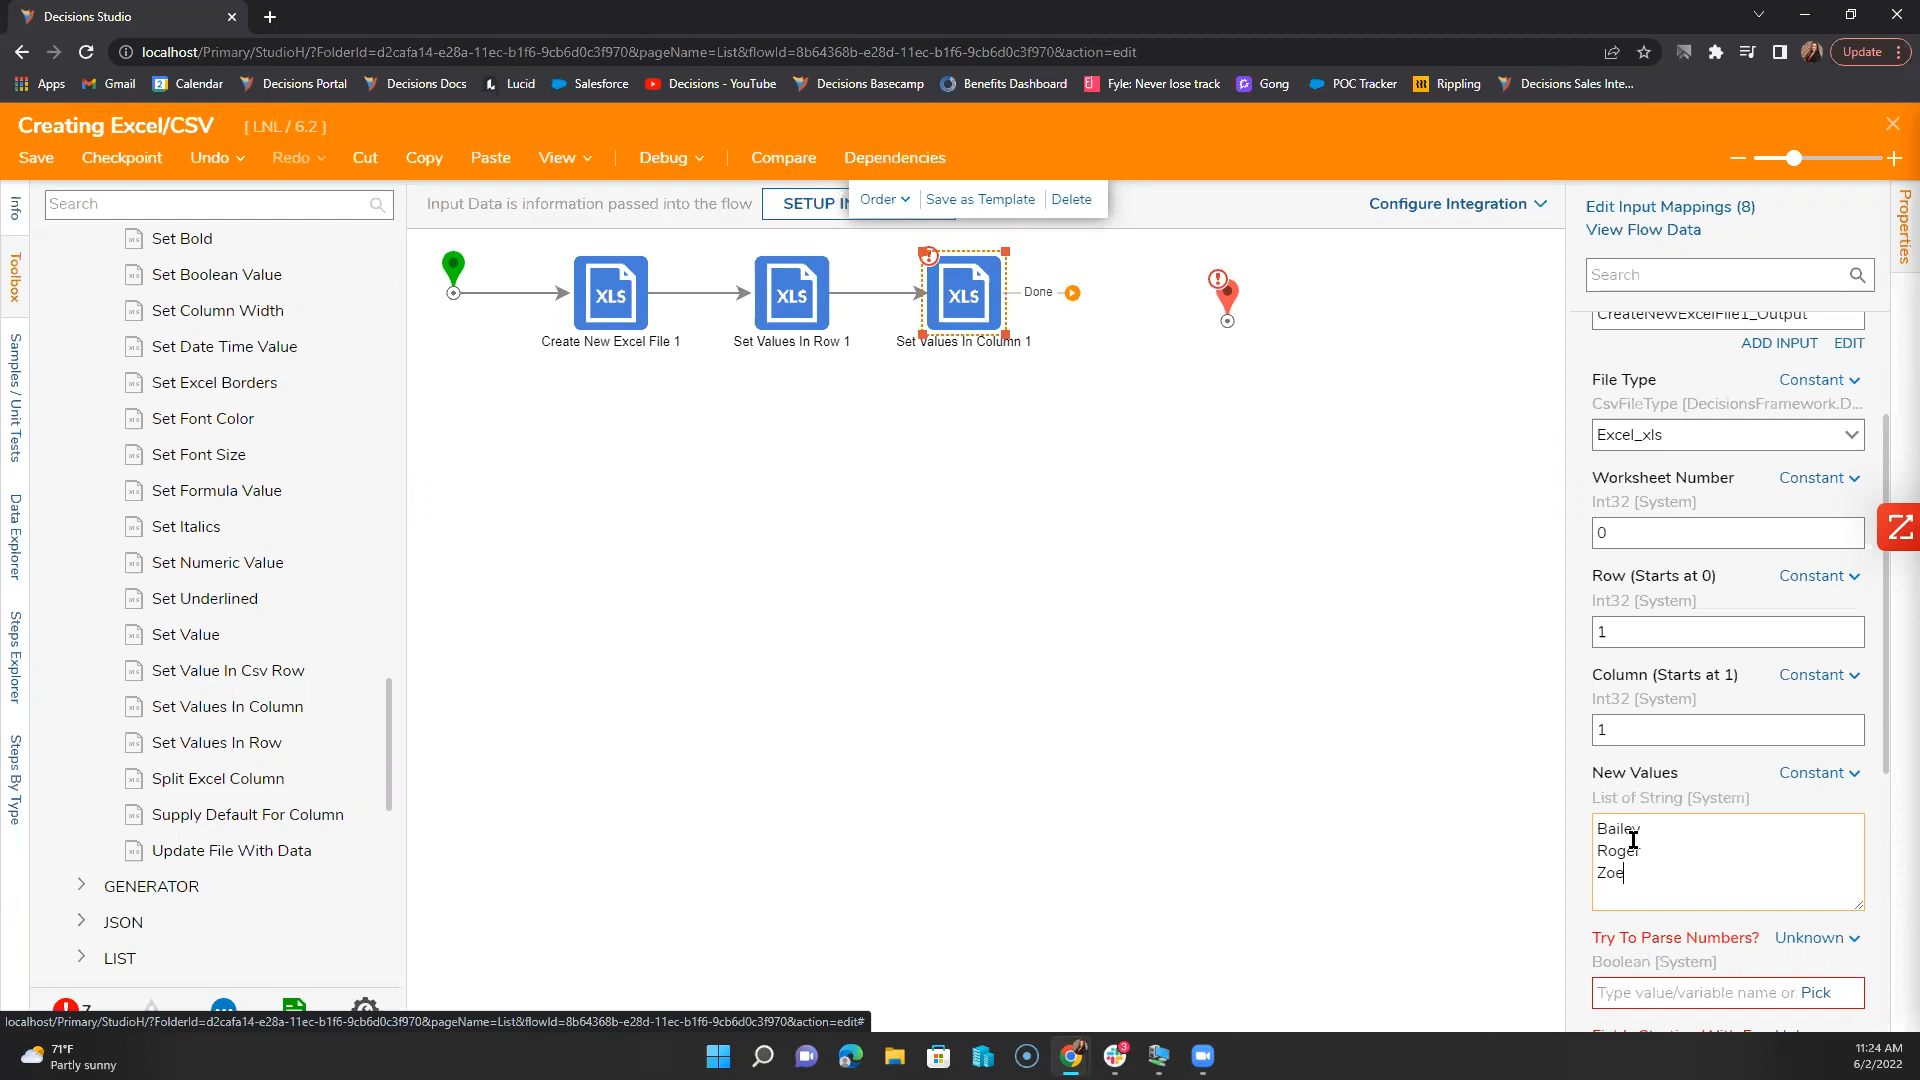 Decisions Studio
localhost/Primary/StudioH/?FolderId=d2cafa14-e28a-11ec-b1f6-9cb6d0c3f970&pageName=List&flowId=8b64368b-e28d-11ec-b1f6-9cb6d0c3f970&action=edit
Update
Apps Gmail Calendar Decisions Portal Decisions Docs Lucid Salesforce Decisions - YouTube Decisions Basecamp Benefits Dashboard Fyle: Never lose track Gong POC Tracker Rippling Decisions Sales Inte...
Creating Excel/CSV [ LNL / 6.2 ]
Save Checkpoint Undo Redo Cut Copy Paste View Debug Compare Dependencies
Info
Toolbox
Samples / Unit Tests
Data Explorer
Steps Explorer
Steps By Type
Search
Set Bold
Set Boolean Value
Set Column Width
Set Date Time Value
Set Excel Borders
Set Font Color
Set Font Size
Set Formula Value
Set Italics
Set Numeric Value
Set Underlined
Set Value
Set Value In Csv Row
Set Values In Column
Set Values In Row
Split Excel Column
Supply Default For Column
Update File With Data
GENERATOR
JSON
LIST
7
Input Data is information passed into the flow SETUP IN
Order Save as Template Delete
Configure Integration
XLS XLS XLS
Done
Create New Excel File 1 Set Values In Row 1 Set Values In Column 1
Properties
Edit Input Mappings (8)
View Flow Data
Search
CreateNewExcelFile1_Output
ADD INPUT EDIT
File Type Constant
CsvFileType [DecisionsFramework.D...
Excel_xls
Worksheet Number Constant
Int32 [System]
0
Row (Starts at 0) Constant
Int32 [System]
1
Column (Starts at 1) Constant
Int32 [System]
1
New Values Constant
List of String [System]
Bailey
Roger
Zoe
Try To Parse Numbers? Unknown
Boolean [System]
Type value/variable name or Pick
localhost/Primary/StudioH/?FolderId=d2cafa14-e28a-11ec-b1f6-9cb6d0c3f970&pageName=List&flowId=8b64368b-e28d-11ec-b1f6-9cb6d0c3f970&action=edit#
71°F
Partly sunny
3
11:24 AM
6/2/2022